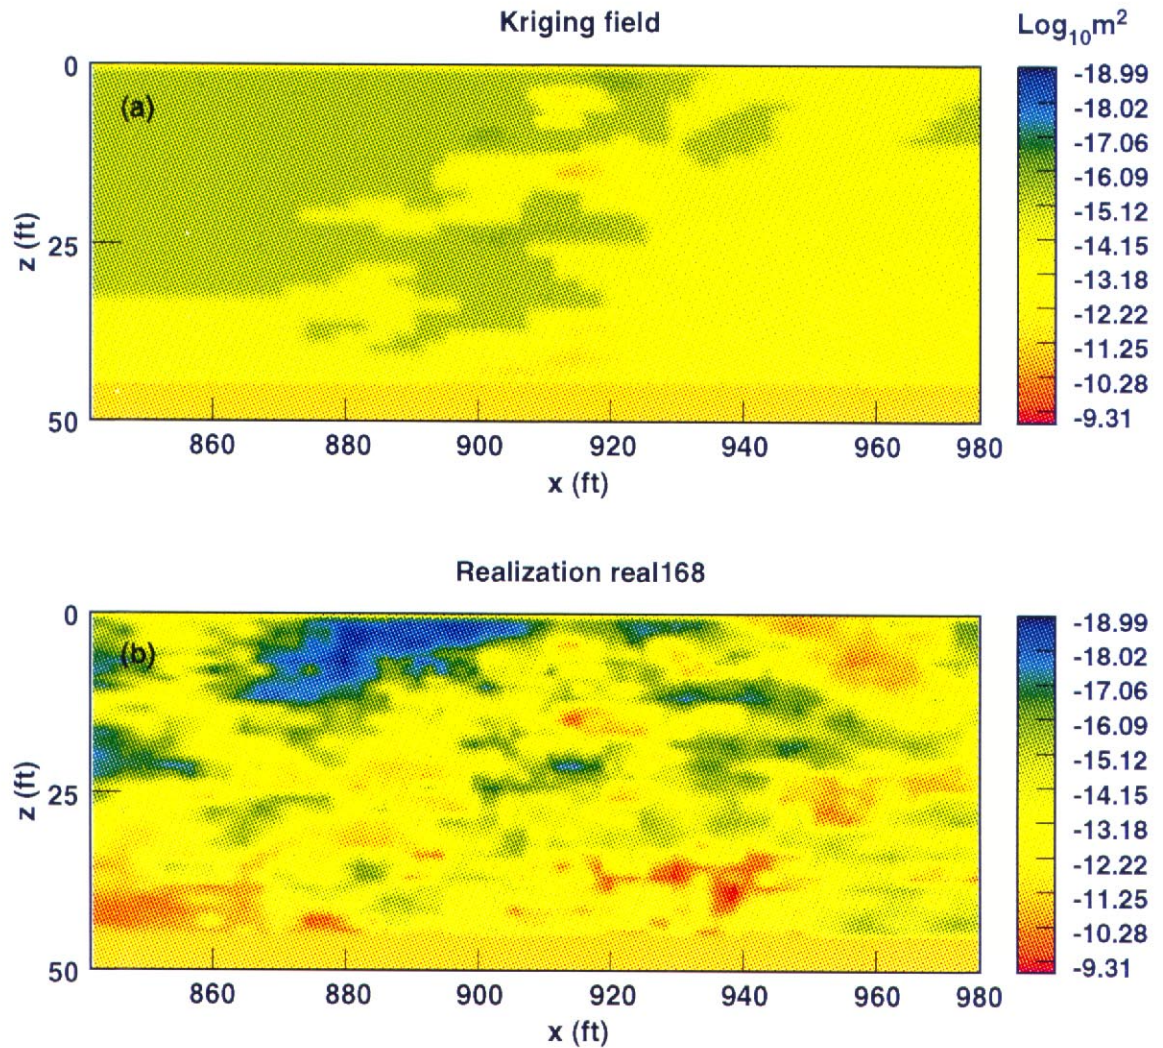 Kriging field
Log10m2
(a)
0
25
50
z (ft)
860 880 900 920 940 960 980
x (ft)
-18.99
-18.02
-17.06
-16.09
-15.12
-14.15
-13.18
-12.22
-11.25
-10.28
-9.31
Realization real168
(b)
0
25
50
z (ft)
860 880 900 920 940 960 980
x (ft)
-18.99
-18.02
-17.06
-16.09
-15.12
-14.15
-13.18
-12.22
-11.25
-10.28
-9.31